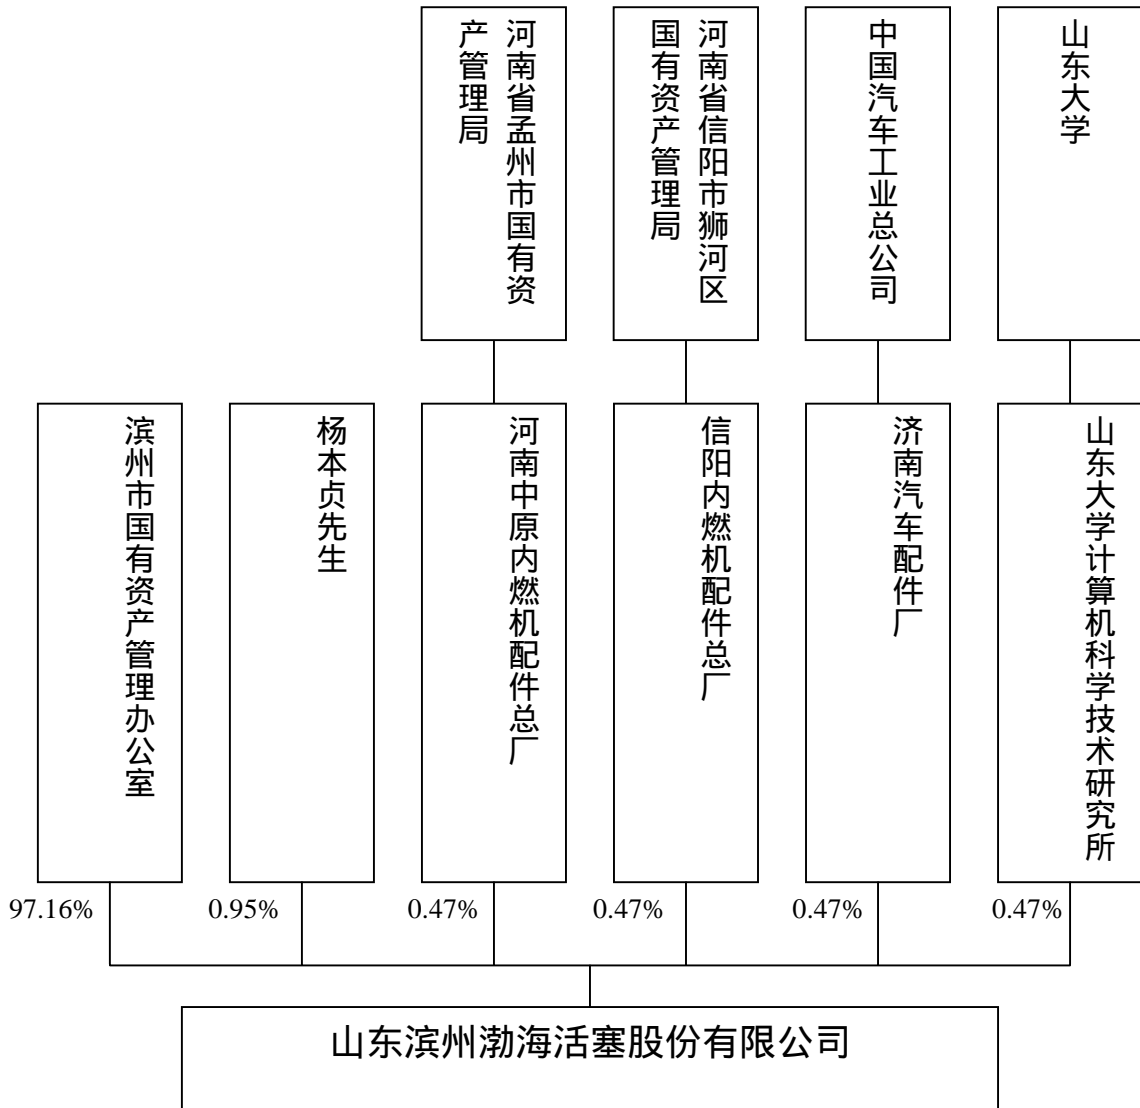 河南省孟州市国有资
产管理局
河南省信阳市狮河区
国有资产管理局
中国汽车工业总公司
山东大学
滨州市国有资产管理办公室
杨本贞先生
河南中原内燃机配件总厂
信阳内燃机配件总厂
济南汽车配件厂
山东大学计算机科学技术研究所
97.16%
0.95%
0.47%
0.47%
0.47%
0.47%
山东滨州渤海活塞股份有限公司